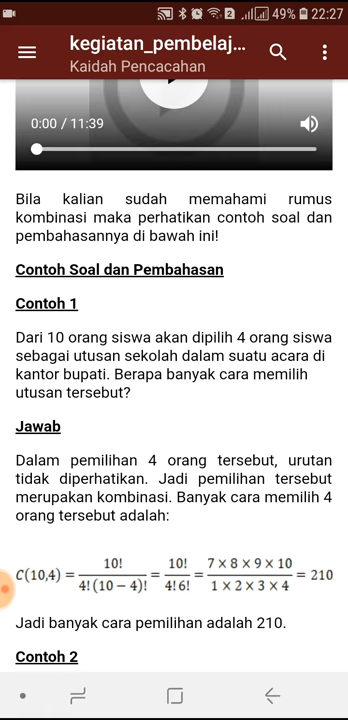 49% 22:27
kegiatan_pembelaj...
Kaidah Pencacahan
0:00 / 11:39
Bila kalian sudah memahami rumus
kombinasi maka perhatikan contoh soal dan
pembahasannya di bawah ini!
Contoh Soal dan Pembahasan
Contoh 1
Dari 10 orang siswa akan dipilih 4 orang siswa
sebagai utusan sekolah dalam suatu acara di
kantor bupati. Berapa banyak cara memilih
utusan tersebut?
Jawab
Dalam pemilihan 4 orang tersebut, urutan
tidak diperhatikan. Jadi pemilihan tersebut
merupakan kombinasi. Banyak cara memilih 4
orang tersebut adalah:
C(10,4) = 10! / 4! (10 − 4)! = 10! / 4! 6! = 7 × 8 × 9 × 10 / 1 × 2 × 3 × 4 = 210
Jadi banyak cara pemilihan adalah 210.
Contoh 2